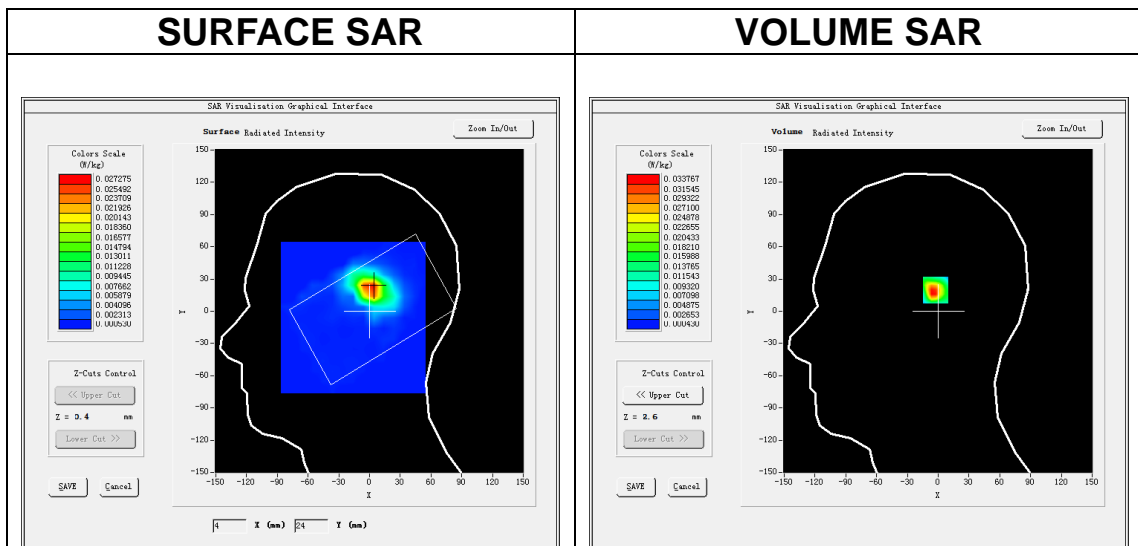 SURFACE SAR
VOLUME SAR
SAR Visualisation Graphical Interface
Surface Radiated Intensity
Zoom In/Out
Colors Scale
(W/kg)
0.027275
0.025492
0.023709
0.021926
0.020143
0.018360
0.016577
0.014794
0.013011
0.011228
0.009445
0.007662
0.005879
0.004096
0.002313
0.000530
Z-Cuts Control
<< Upper Cut
Z = 0.4 mm
Lower Cut >>
SAVE
Cancel
150
120
90
60
30
0
-30
-60
-90
-120
-150
Y
-150 -120 -90 -60 -30 0 30 60 90 120 150
X
4 X (mm) 24 Y (mm)
SAR Visualisation Graphical Interface
Volume Radiated Intensity
Zoom In/Out
Colors Scale
(W/kg)
0.033767
0.031545
0.029322
0.027100
0.024878
0.022655
0.020433
0.018210
0.015988
0.013765
0.011543
0.009320
0.007098
0.004875
0.002653
0.000430
Z-Cuts Control
<< Upper Cut
Z = 2.6 mm
Lower Cut >>
SAVE
Cancel
150
120
90
60
30
0
-30
-60
-90
-120
-150
Y
-150 -120 -90 -60 -30 0 30 60 90 120 150
X